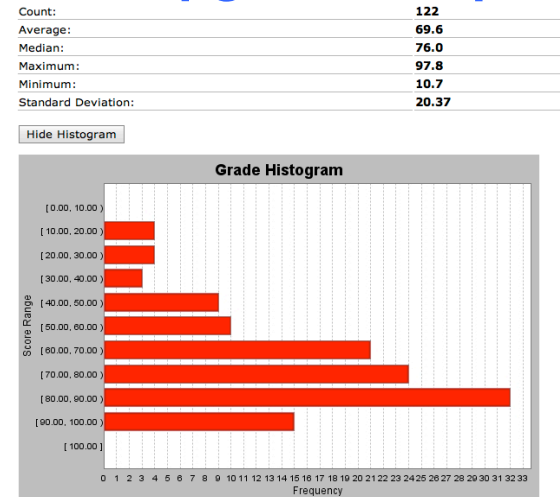 Count: 122
Average: 69.6
Median: 76.0
Maximum: 97.8
Minimum: 10.7
Standard Deviation: 20.37
Hide Histogram
Grade Histogram
Score Range
[ 0.00, 10.00 )
[ 10.00, 20.00 )
[20.00, 30.00 )
[30.00, 40.00 )
[40.00, 50.00 )
[50.00, 60.00 )
[60.00, 70.00 )
[70.00, 80.00 )
[80.00, 90.00 )
[90.00, 100.00 )
[ 100.00 ]
0 1 2 3 4 5 6 7 8 9 10 11 12 13 14 15 16 17 18 19 20 21 22 23 24 25 26 27 28 29 30 31 32 33
Frequency